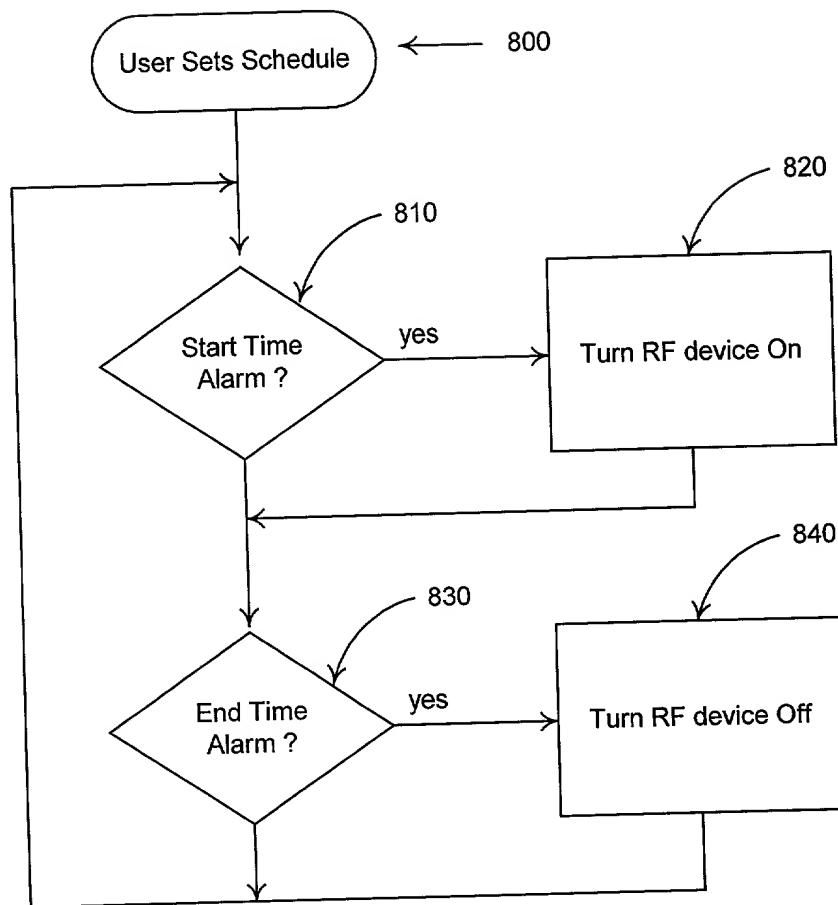 User Sets Schedule
800
820
810
Start Time
Alarm ?
yes
Turn RF device On
840
830
End Time
Alarm ?
yes
Turn RF device Off